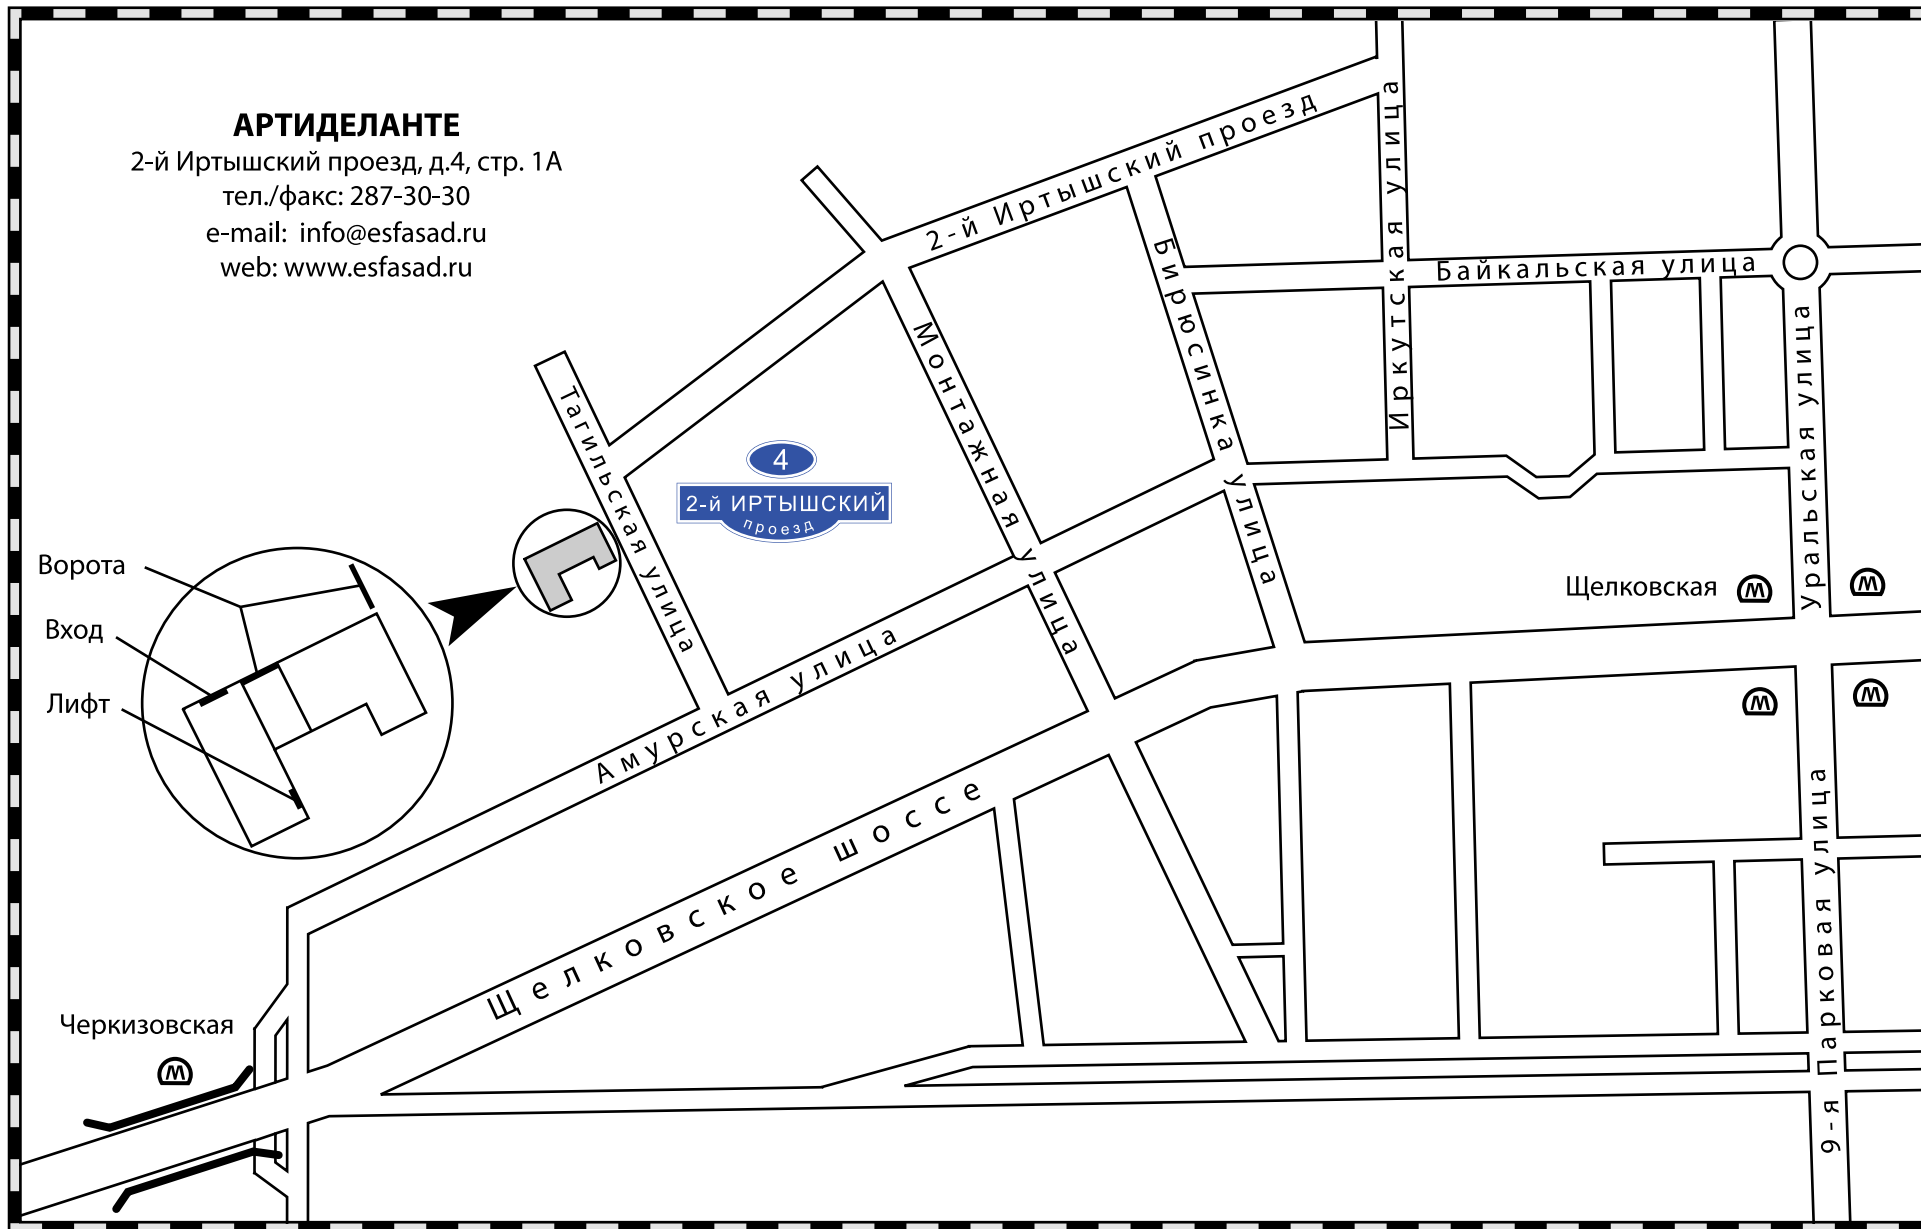 АРТИДЕЛАНТЕ
2-й Иртышский проезд, д.4, стр. 1А
тел./факс: 287-30-30
e-mail: info@esfasad.ru
web: www.esfasad.ru
2-й Иртышский проезд
Иркутская улица
Байкальская улица
Бирюсинка улица
Монтажная улица
Уральская улица
Тагильская улица
4
2-й ИРТЫШСКИЙ
проезд
Ворота
Вход
Лифт
Щелковская
Амурская улица
Щелковское шоссе
9-я Парковая улица
Черкизовская